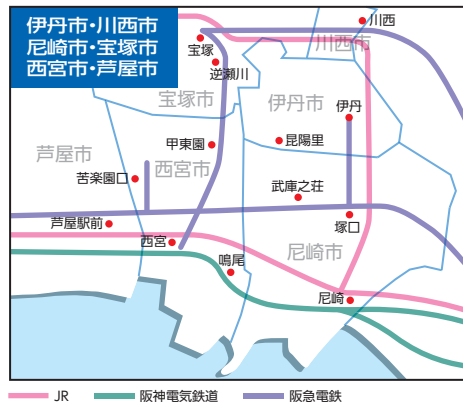 伊丹市・川西市
尼崎市・宝塚市
西宮市・芦屋市
川西
川西市
宝塚
逆瀬川
宝塚市
伊丹市
伊丹
甲東園
昆陽里
芦屋市
西宮市
苦楽園口
武庫之荘
芦屋駅前
塚口
西宮
尼崎市
鳴尾
尼崎
JR
阪神電気鉄道
阪急電鉄